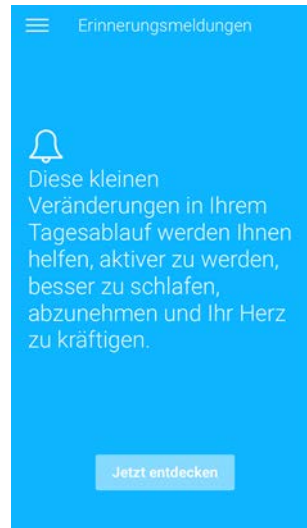 Erinnerungsmeldungen
Diese kleinen
Veränderungen in Ihrem
Tagesablauf werden Ihnen
helfen, aktiver zu werden,
besser zu schlafen,
abzunehmen und Ihr Herz
zu kräftigen.
Jetzt entdecken